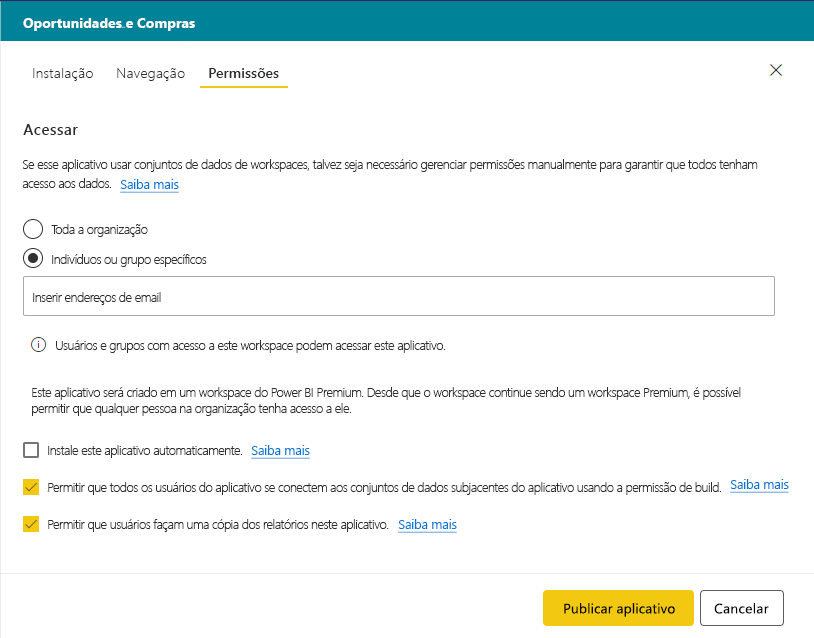 Oportunidades.e Compras
Instalação Navegação Permissões
Acessar
Se esse aplicativo usar conjuntos de dados de workspaces, talvez seja necessário gerenciar permissões manualmente para garantir que todos tenham
acesso aos dados. Saiba mais
Toda a organização
Indivíduos ou grupo específicos
Inserir endereços de email
Usuários e grupos com acesso a este workspace podem acessar este aplicativo.
Este aplicativo será criado em um workspace do Power BI Premium. Desde que o workspace continue sendo um workspace Premium, é possível
permitir que qualquer pessoa na organização tenha acesso a ele.
Instale este aplicativo automaticamente. Saiba mais
Permitir que todos os usuários do aplicativo se conectem aos conjuntos de dados subjacentes do aplicativo usando a permissão de build. Saiba mais
Permitir que usuários façam uma cópia dos relatórios neste aplicativo. Saiba mais
Publicar aplicativo Cancelar